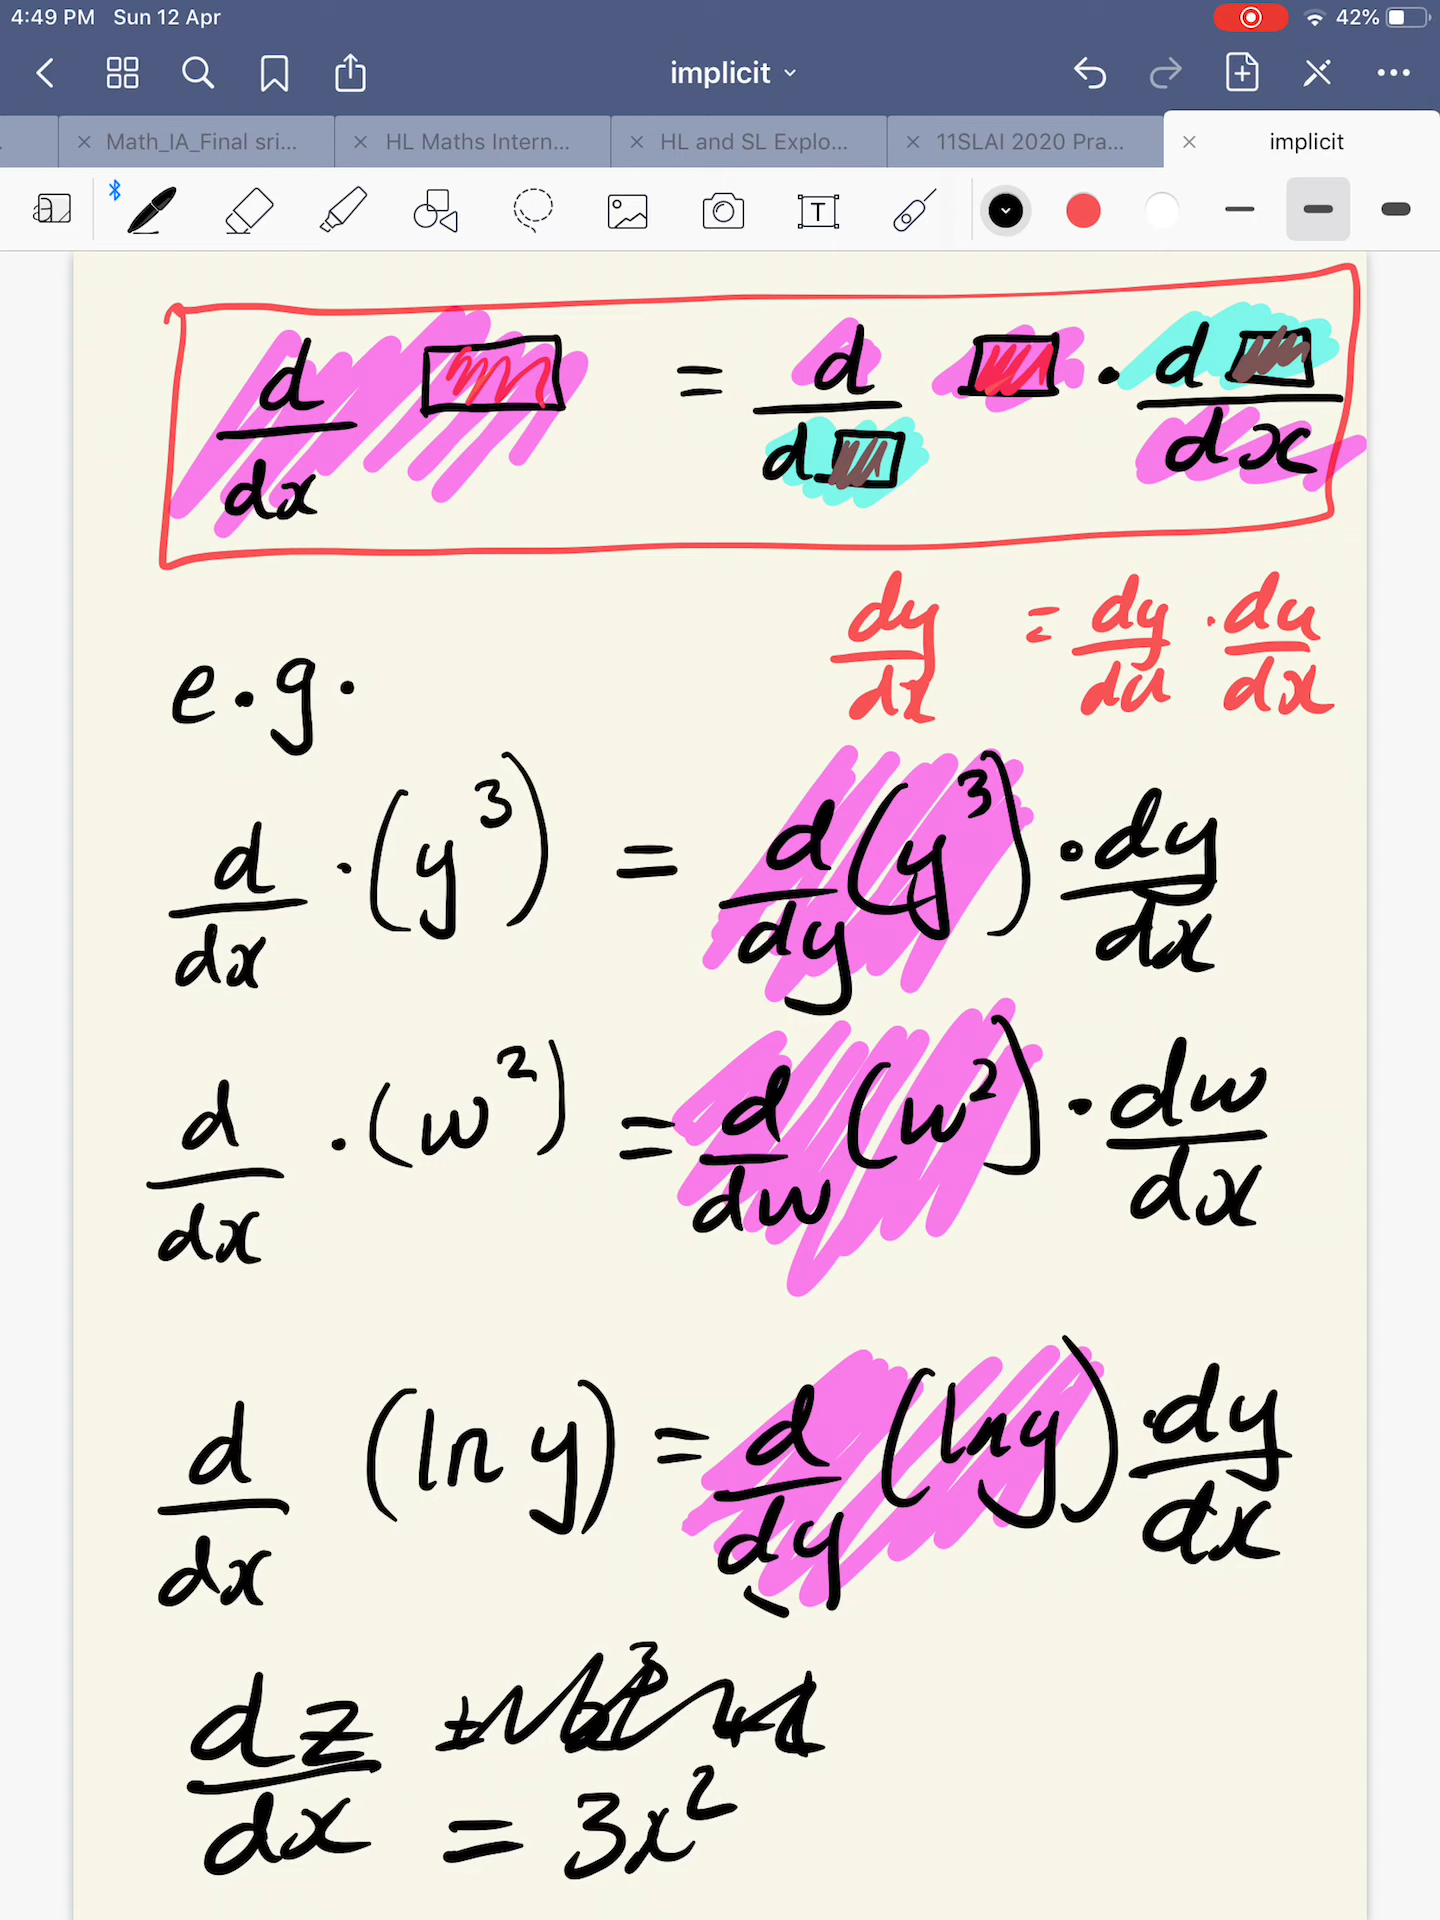 4:49 PM Sun 12 Apr 42%
implicit
Math_IA_Final sri... HL Maths Intern... HL and SL Explo... 11SLAI 2020 Pra... implicit
T
d/dx □ = d/d□ □ · d□/dx
dy/dx = dy/du · du/dx
e.g.
d/dx · (y³) = d/dy (y³) · dy/dx
d/dx · (w²) = d/dw (w²) · dw/dx
d/dx (ln y) = d/dy (ln y) · dy/dx
dz/dx = 3x²